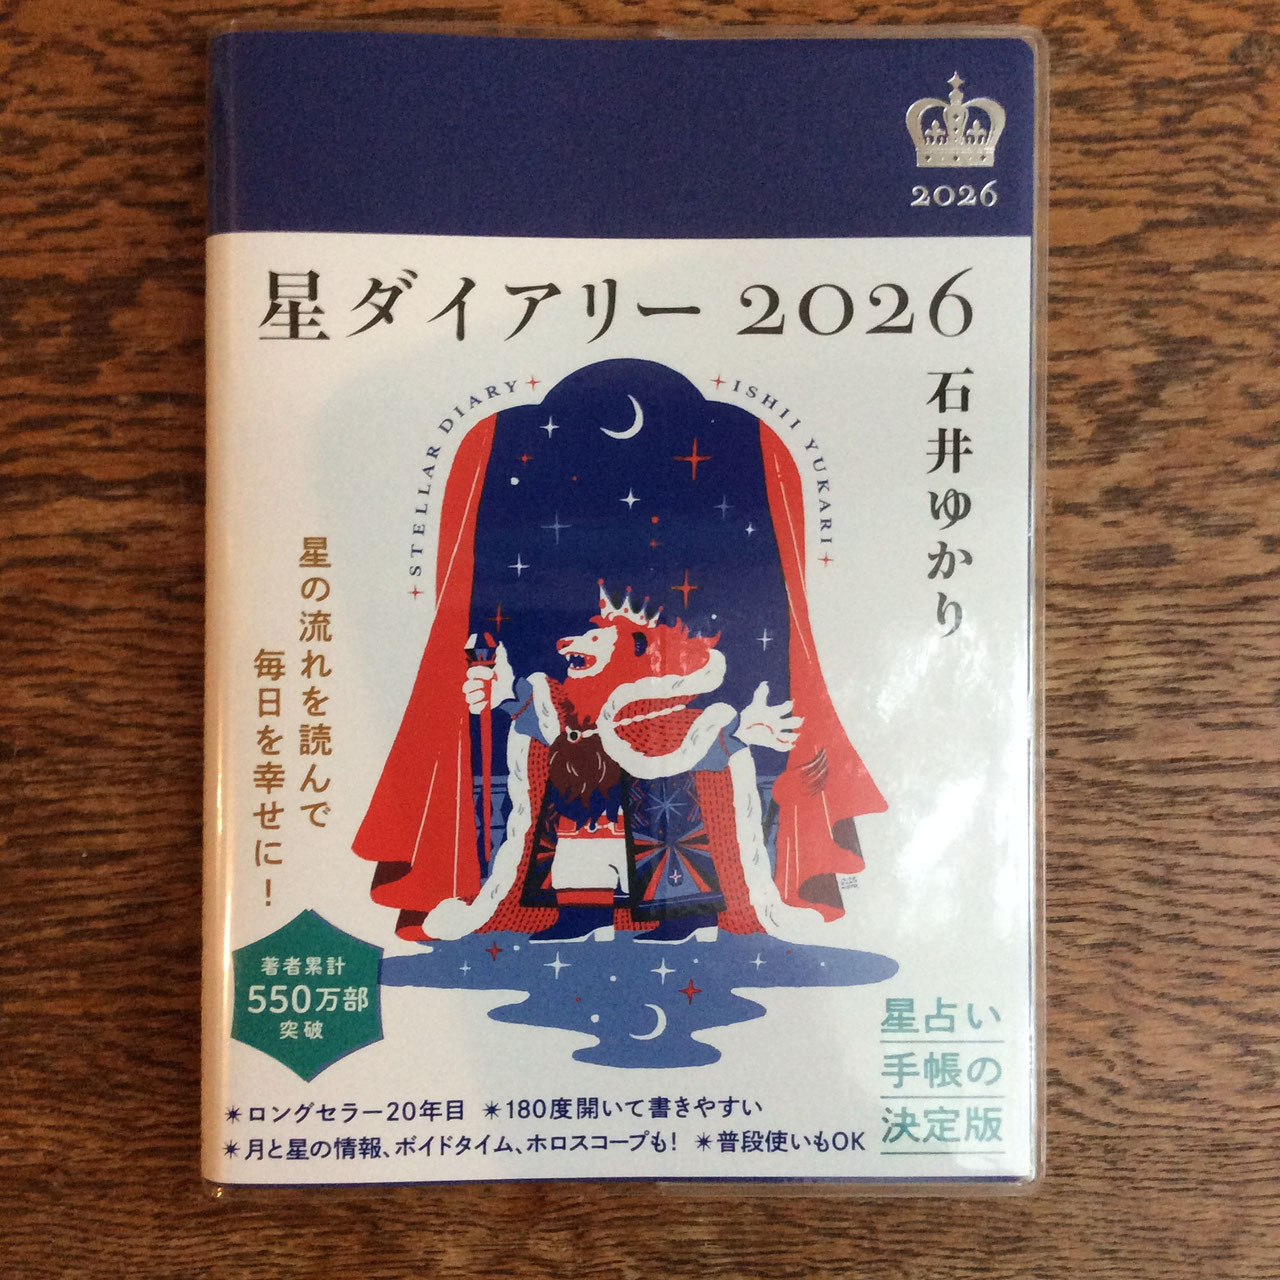 2026
星ダイアリー 2026
石井ゆかり
STELLAR DIARY
ISHII YUKARI
星の流れを読んで
毎日を幸せに!
著者累計
550万部
突破
星占い
手帳の
決定版
✴ロングセラー20年目 ✴180度開いて書きやすい
✴月と星の情報、ボイドタイム、ホロスコープも! ✴普段使いもOK